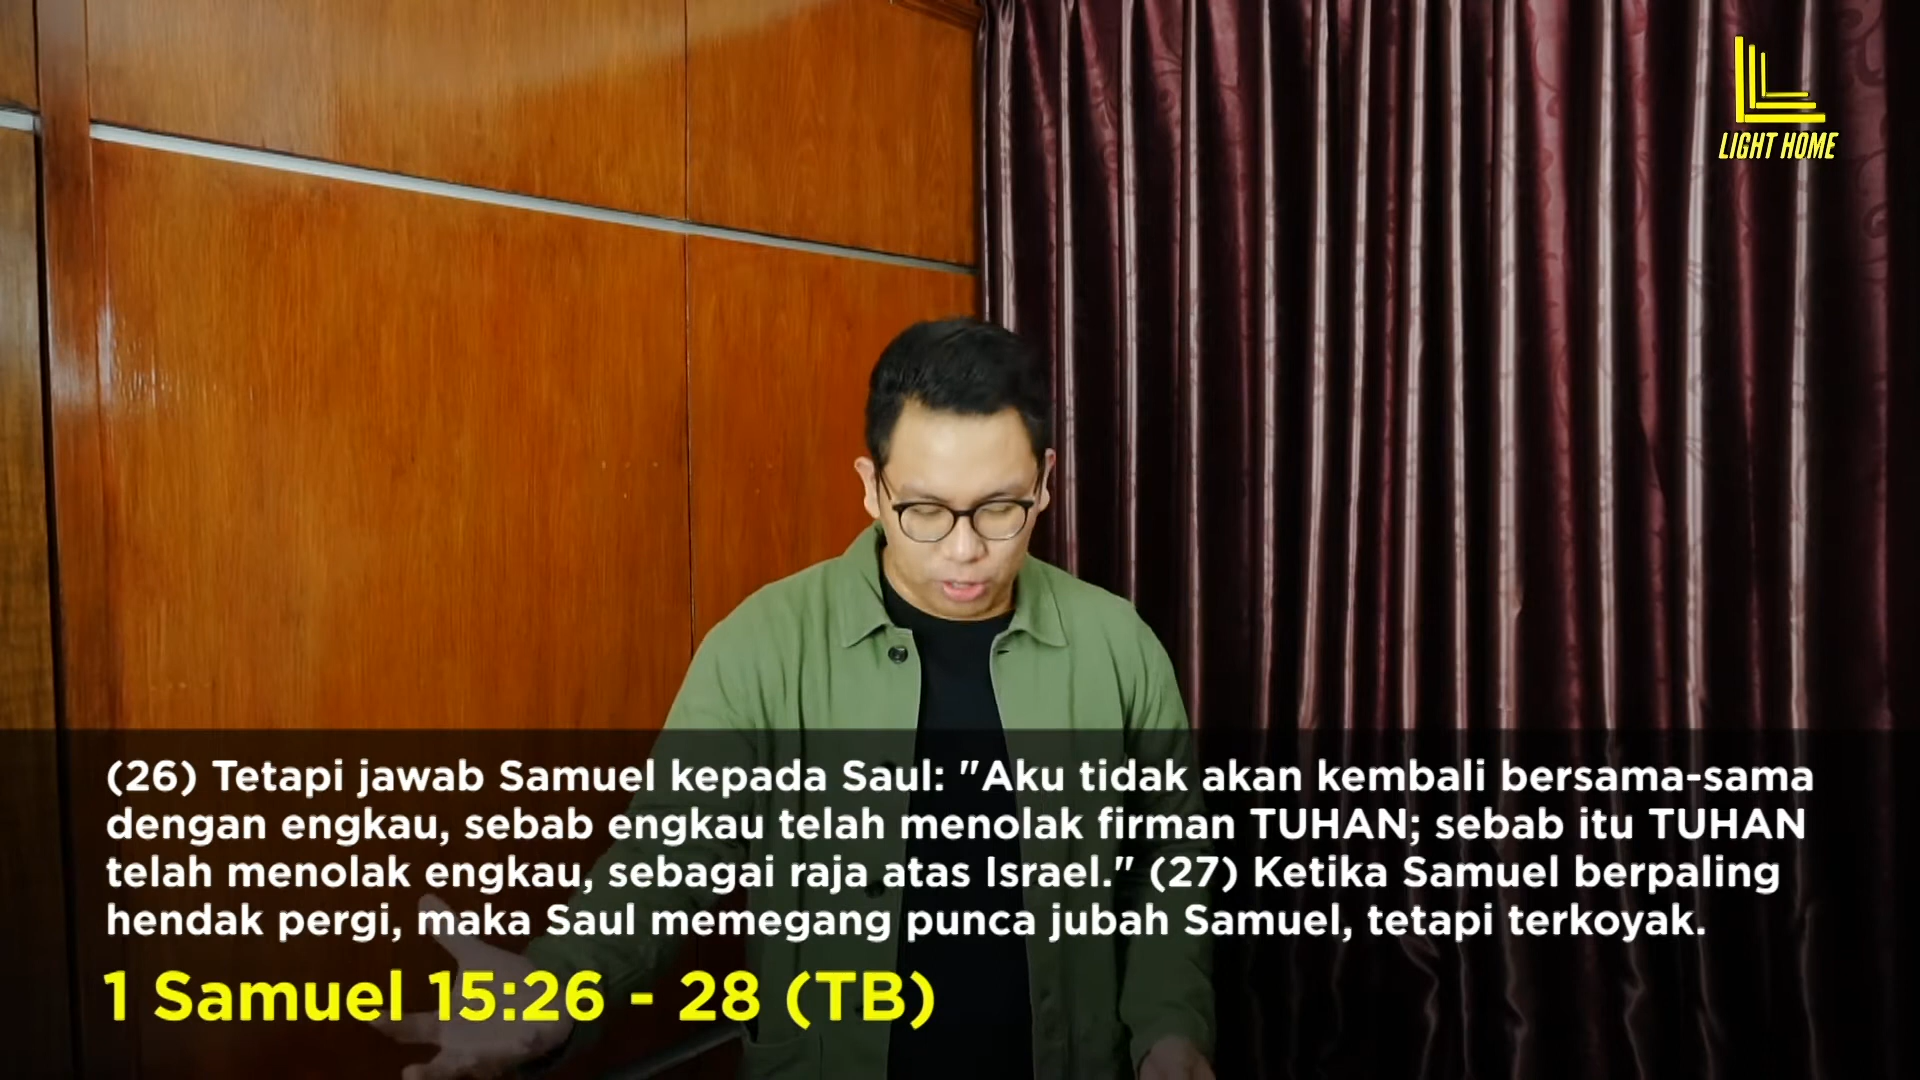 LIGHT HOME
(26) Tetapi jawab Samuel kepada Saul: "Aku tidak akan kembali bersama-sama
dengan engkau, sebab engkau telah menolak firman TUHAN; sebab itu TUHAN
telah menolak engkau, sebagai raja atas Israel." (27) Ketika Samuel berpaling
hendak pergi, maka Saul memegang punca jubah Samuel, tetapi terkoyak.
1 Samuel 15:26 - 28 (TB)